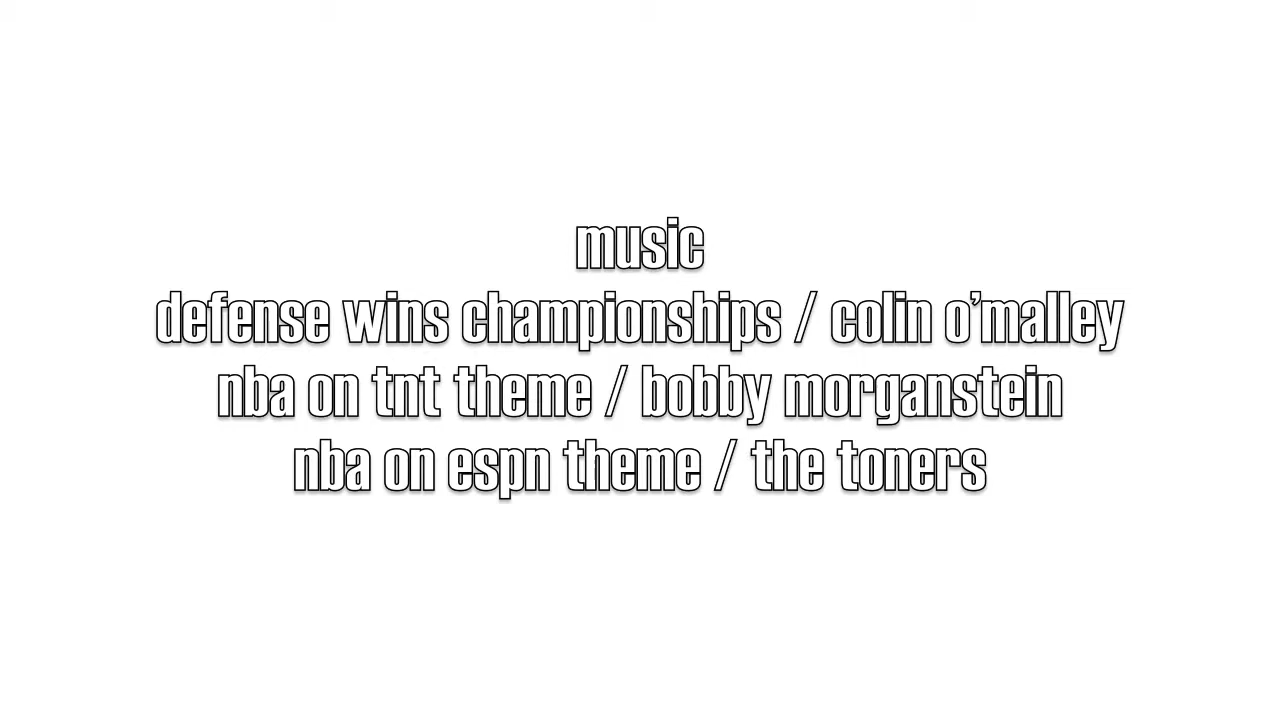 music
defense wins championships / colin o’malley
nba on tnt theme / bobby morganstein
nba on espn theme / the toners